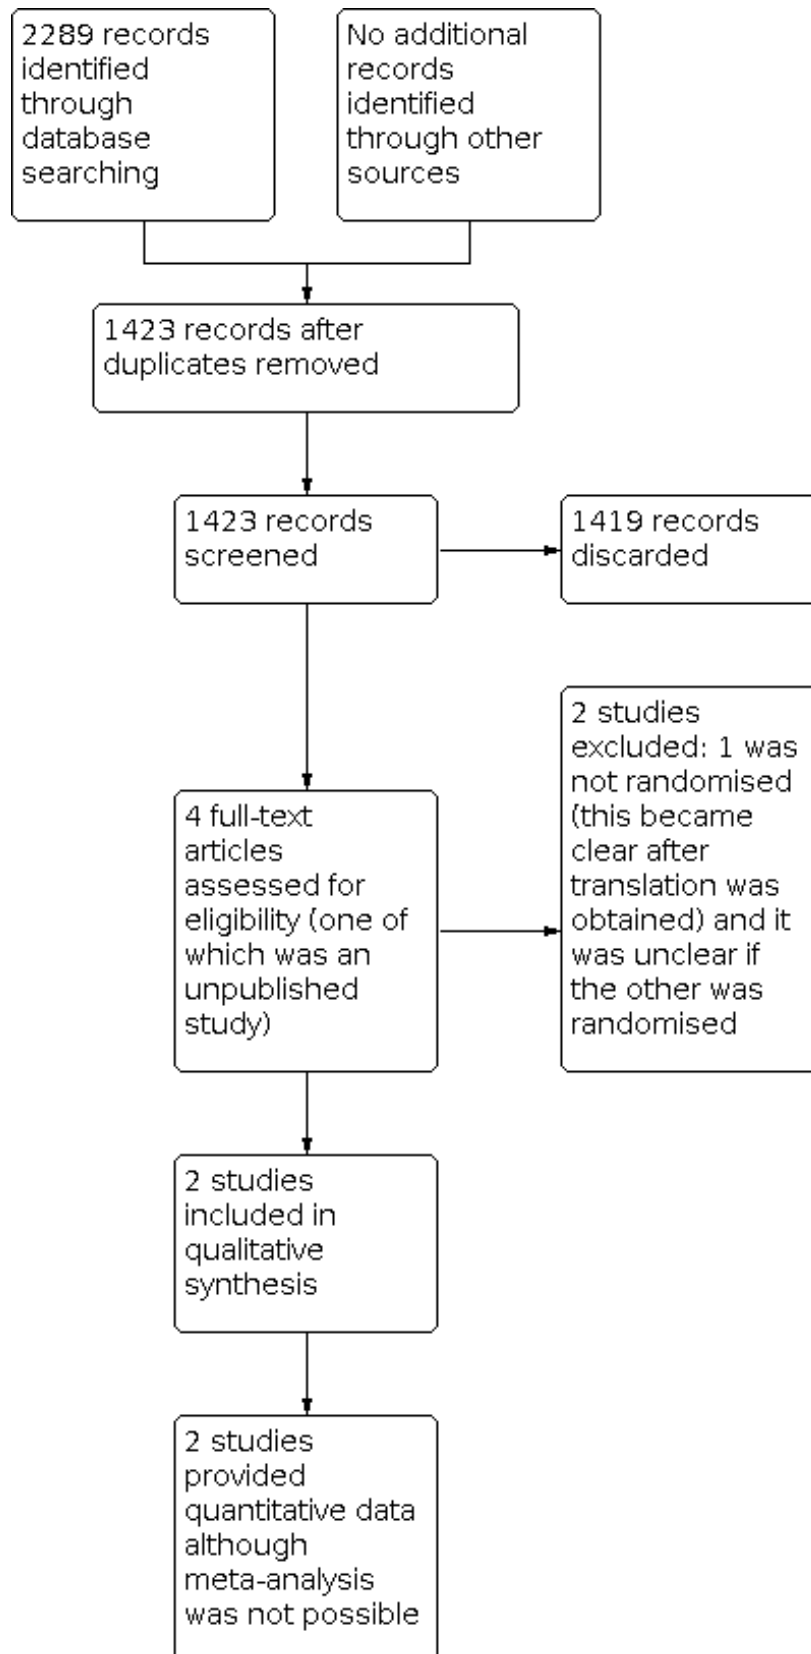 2289 records
identified
through
database
searching
No additional
records
identified
through other
sources
1423 records after
duplicates removed
1423 records
screened
1419 records
discarded
4 full-text
articles
assessed for
eligibility (one of
which was an
unpublished
study)
2 studies
excluded: 1 was
not randomised
(this became
clear after
translation was
obtained) and it
was unclear if
the other was
randomised
2 studies
included in
qualitative
synthesis
2 studies
provided
quantitative data
although
meta-analysis
was not possible